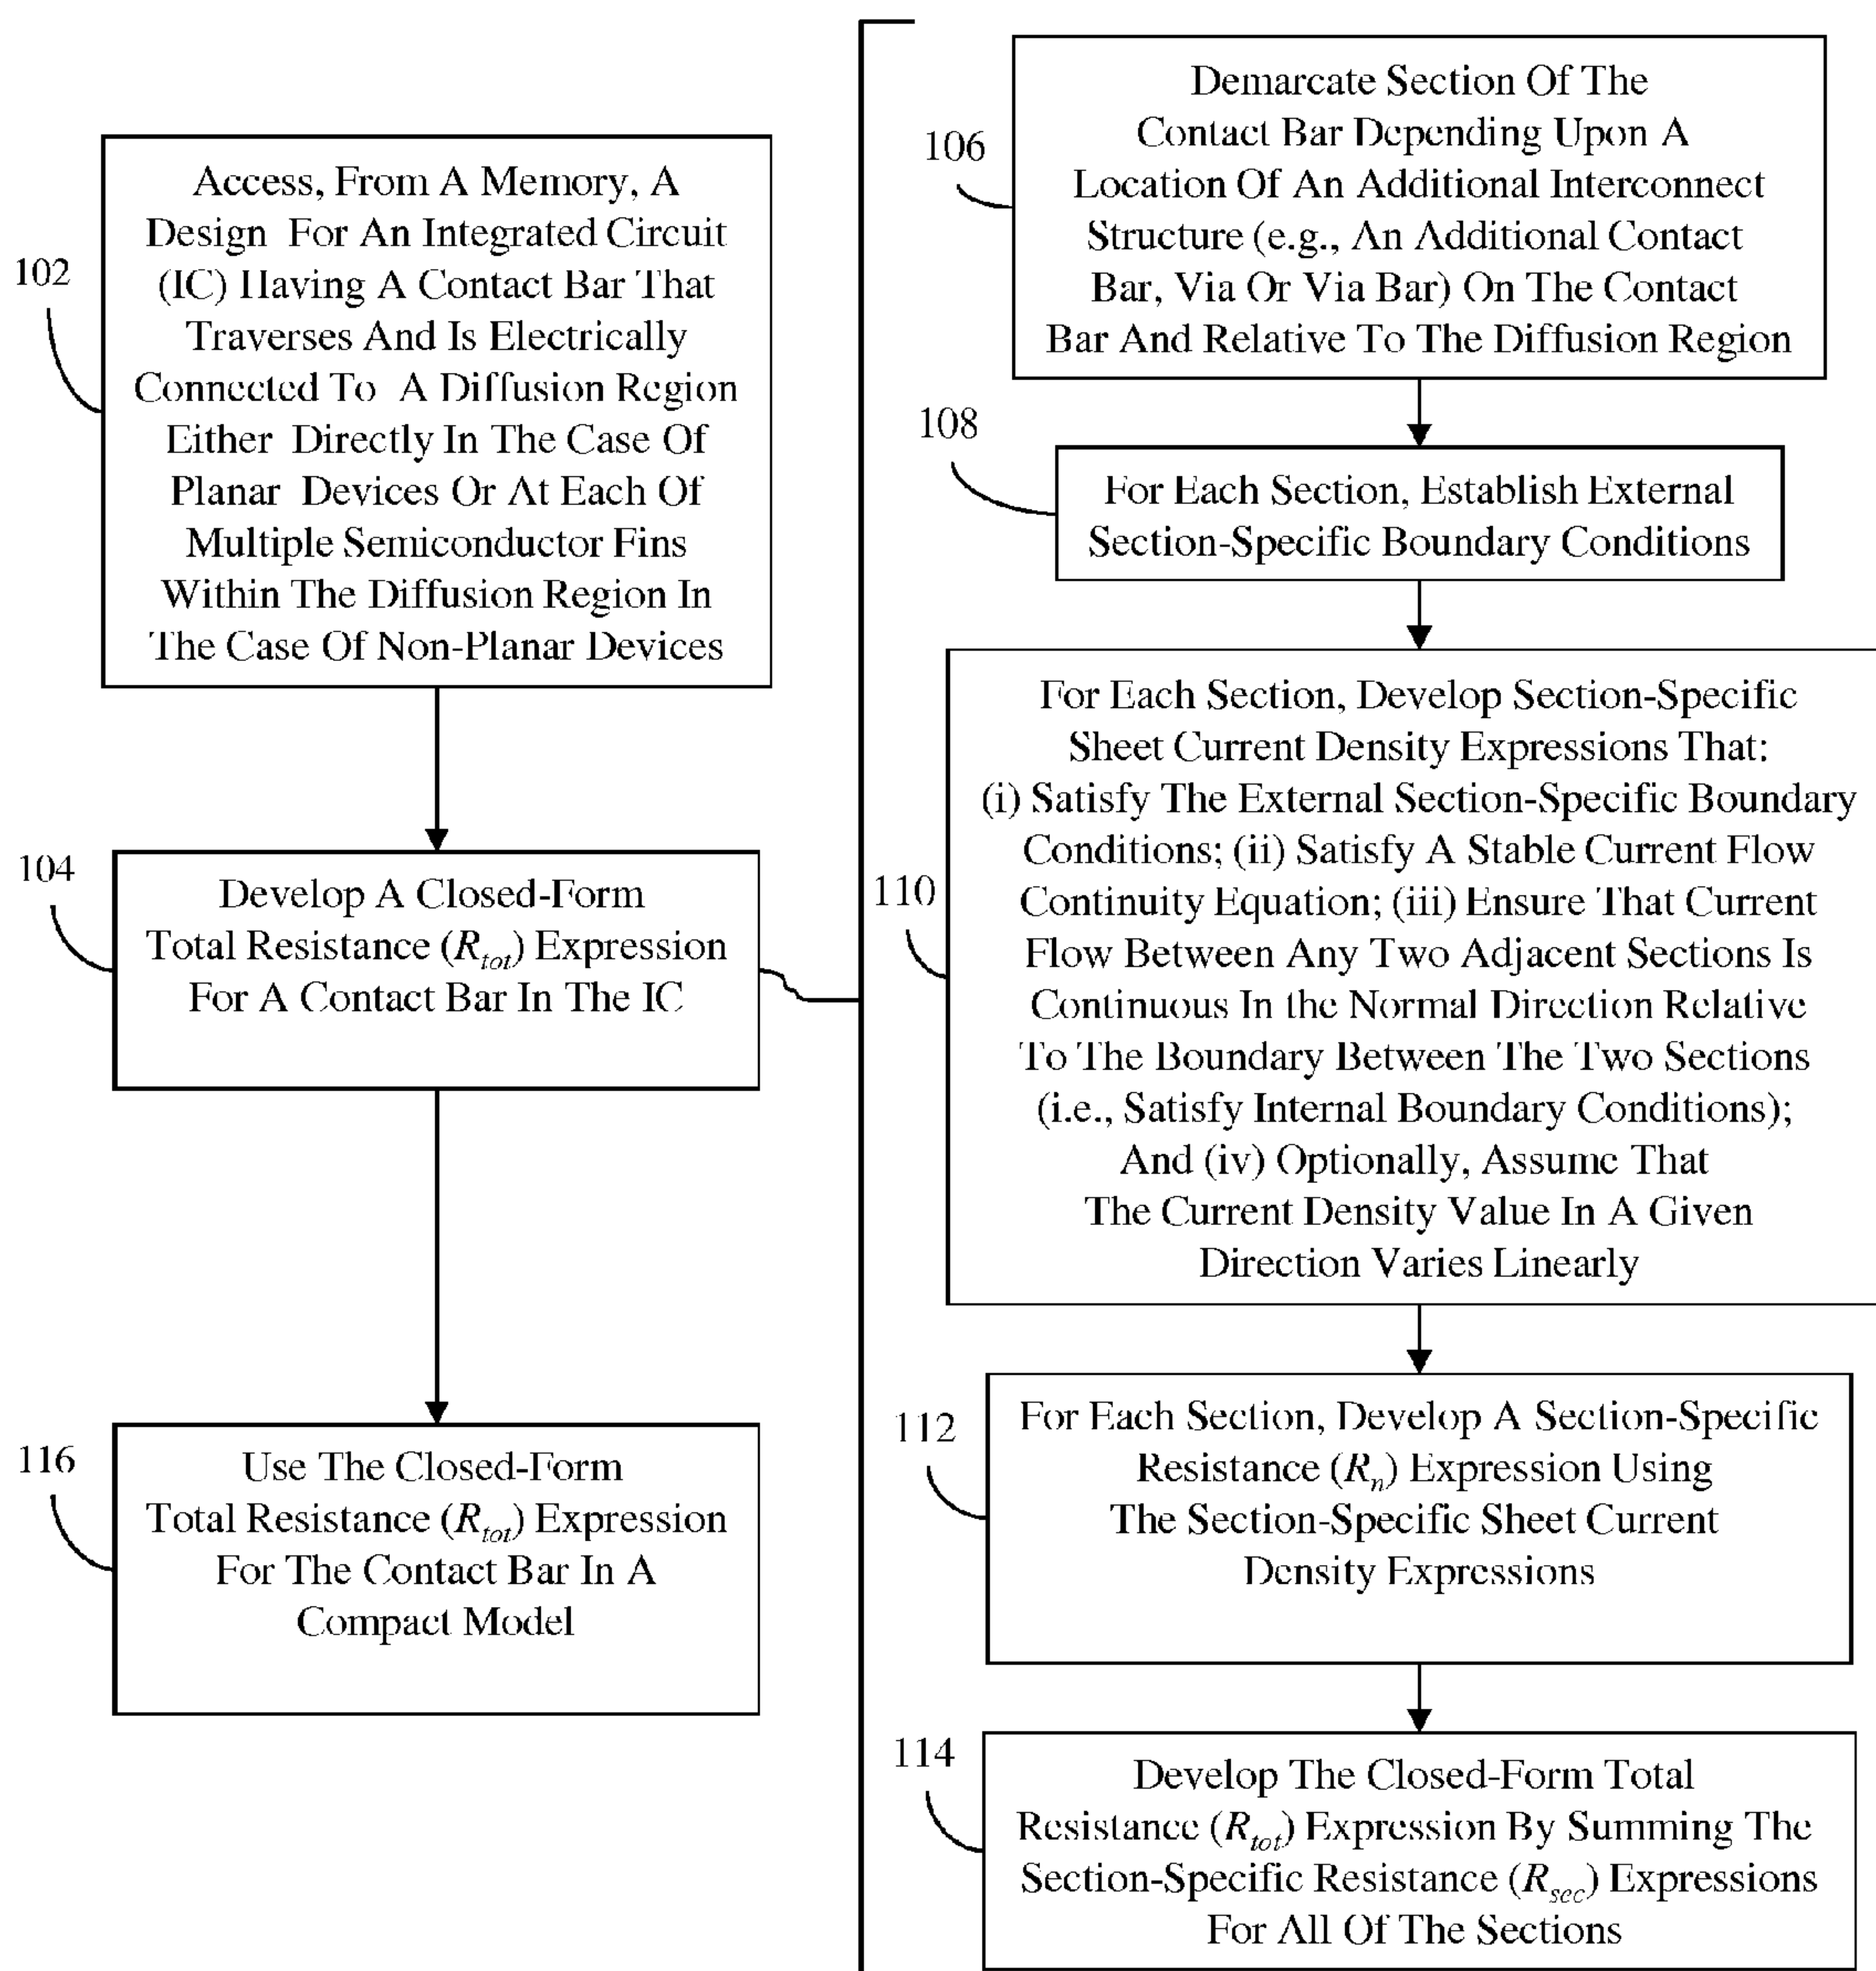 102
Access, From A Memory, A
Design For An Integrated Circuit
(IC) Having A Contact Bar That
Traverses And Is Electrically
Connected To A Diffusion Region
Either Directly In The Case Of
Planar Devices Or At Each Of
Multiple Semiconductor Fins
Within The Diffusion Region In
The Case Of Non-Planar Devices
104
Develop A Closed-Form
Total Resistance (Rtot) Expression
For A Contact Bar In The IC
116
Use The Closed-Form
Total Resistance (Rtot) Expression
For The Contact Bar In A
Compact Model
106
Demarcate Section Of The
Contact Bar Depending Upon A
Location Of An Additional Interconnect
Structure (e.g., An Additional Contact
Bar, Via Or Via Bar) On The Contact
Bar And Relative To The Diffusion Region
108
For Each Section, Establish External
Section-Specific Boundary Conditions
110
For Each Section, Develop Section-Specific
Sheet Current Density Expressions That:
(i) Satisfy The External Section-Specific Boundary
Conditions; (ii) Satisfy A Stable Current Flow
Continuity Equation; (iii) Ensure That Current
Flow Between Any Two Adjacent Sections Is
Continuous In the Normal Direction Relative
To The Boundary Between The Two Sections
(i.e., Satisfy Internal Boundary Conditions);
And (iv) Optionally, Assume That
The Current Density Value In A Given
Direction Varies Linearly
112
For Each Section, Develop A Section-Specific
Resistance (Rn) Expression Using
The Section-Specific Sheet Current
Density Expressions
114
Develop The Closed-Form Total
Resistance (Rtot) Expression By Summing The
Section-Specific Resistance (Rsec) Expressions
For All Of The Sections